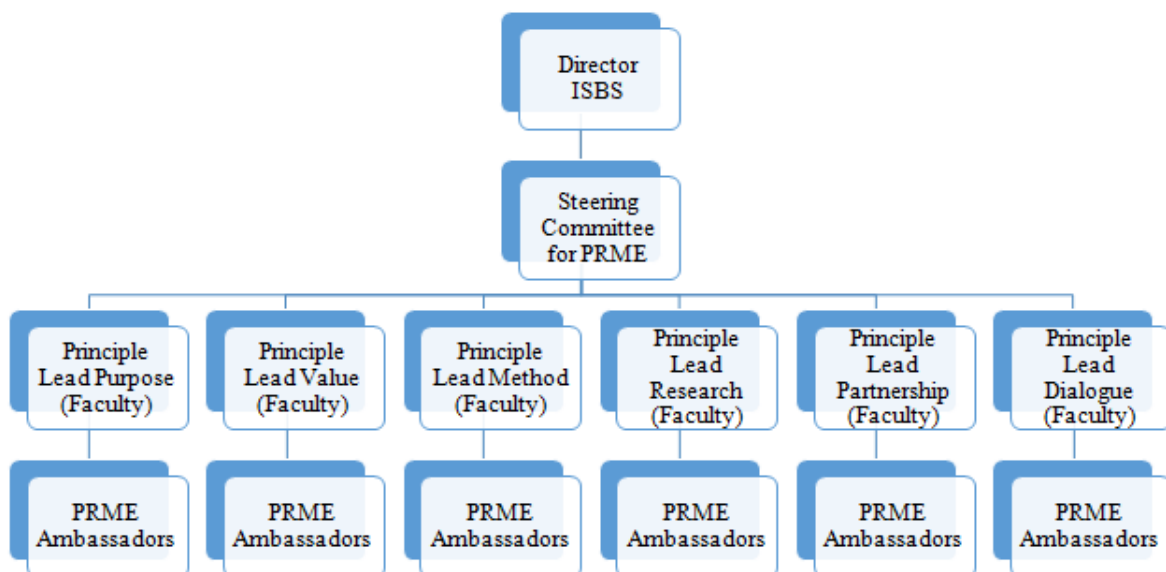 Director
ISBS
Steering
Committee
for PRME
Principle
Lead Purpose
(Faculty)
Principle
Lead Value
(Faculty)
Principle
Lead Method
(Faculty)
Principle
Lead
Research
(Faculty)
Principle
Lead
Partnership
(Faculty)
Principle
Lead
Dialogue
(Faculty)
PRME
Ambassadors
PRME
Ambassadors
PRME
Ambassadors
PRME
Ambassadors
PRME
Ambassadors
PRME
Ambassadors